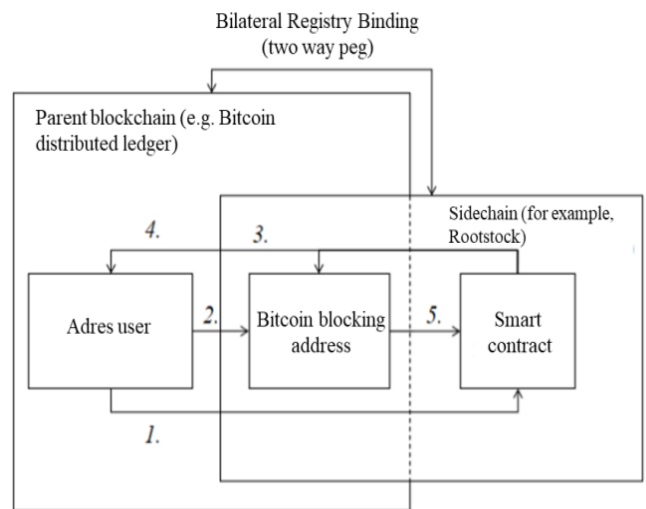 Bilateral Registry Binding
(two way peg)
Parent blockchain (e.g. Bitcoin
distributed ledger)
Sidechain (for example,
Rootstock)
4.
3.
Adres user
2.
Bitcoin blocking
address
5.
Smart
contract
1.